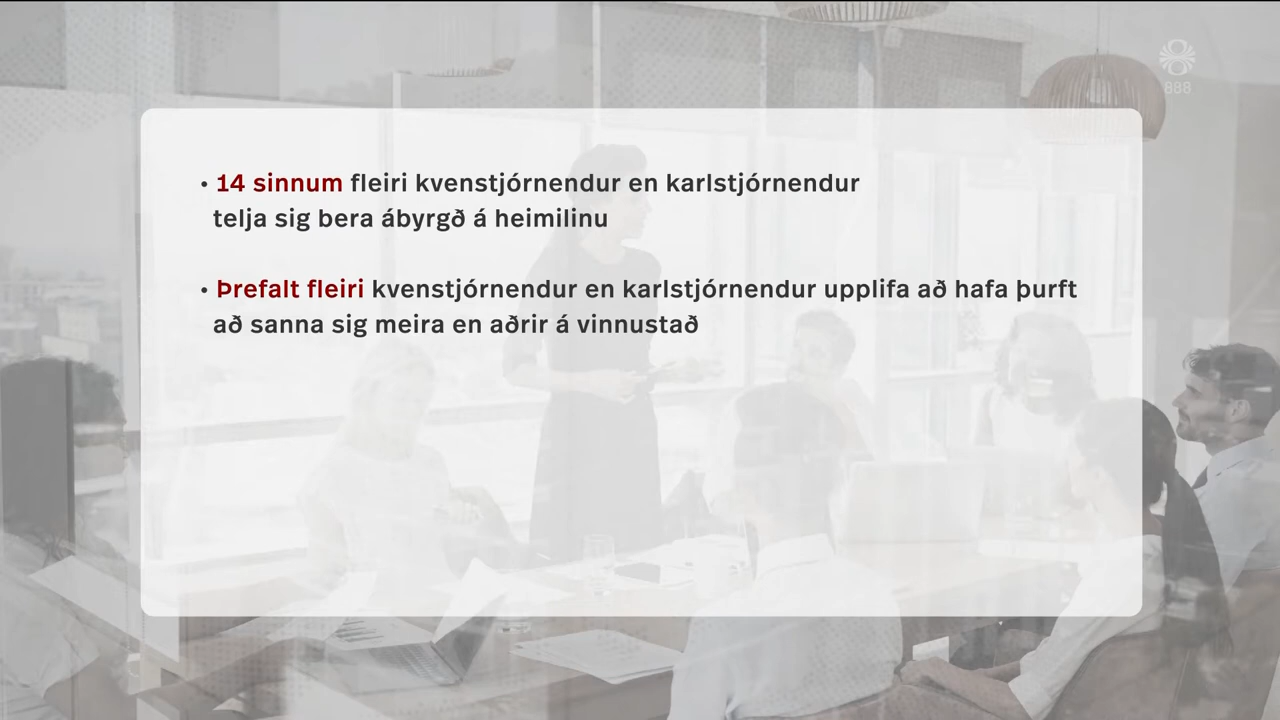 • 14 sinnum fleiri kvenstjórnendur en karlstjórnendur
telja sig bera ábyrgð á heimilinu
• Þrefalt fleiri kvenstjórnendur en karlstjórnendur upplifa að hafa þurft
að sanna sig meira en aðrir á vinnustað
888